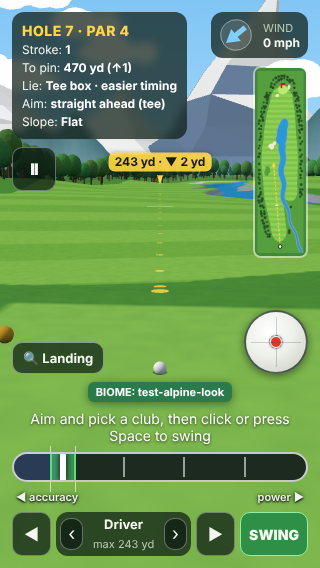 HOLE 7 · PAR 4
Stroke: 1
To pin: 470 yd (↑1)
Lie: Tee box · easier timing
Aim: straight ahead (tee)
Slope: Flat
WIND
0 mph
243 yd · ▼ 2 yd
🔍 Landing
BIOME: test-alpine-look
Aim and pick a club, then click or press
Space to swing
◀ accuracy
power ▶
◀
‹
Driver
max 243 yd
›
▶
SWING